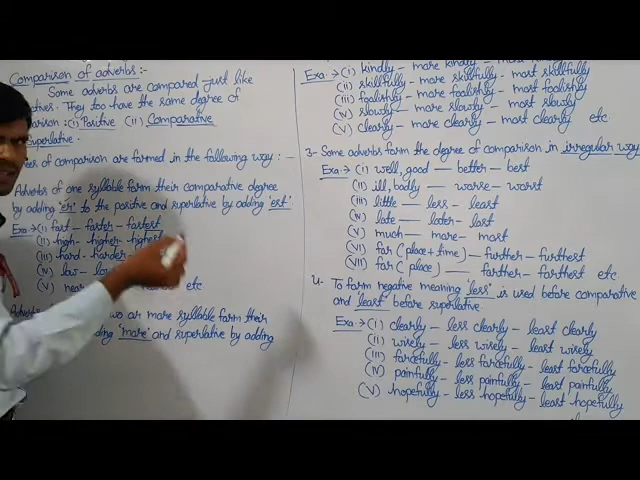 Comparison of adverbs:-
Some adverbs are compared just like
They too have the same degree of
(i) Positive (ii) Comparative
Superlative.
of comparison are formed in the following way:-
Adverbs of one syllable form their comparative degree
by adding 'er' to the positive and superlative by adding 'est'
Exa→(I) fast - faster - fastest
(II) high - higher - highest
(III) hard - harder -
(IV) low -
(V) etc
two or more syllable form their
'more' and superlative by adding
Exa→ (i) kindly - more kindly -
(ii) skillfully - more skillfully - most skillfully
(iii) foolishly - more foolishly - most foolishly
(iv) slowly - more slowly - most slowly
(v) clearly - more clearly - most clearly etc
3- Some adverbs form the degree of comparison in irregular way
Exa→ (I) well, good — better — best
(II) ill, badly — worse — worst
(III) little — less — least
(IV) late — later - last
(V) much — more - most
(VI) far (place + time) — further - furthest
(VII) far (place) — farther - farthest etc.
4- To form negative meaning 'less' is used before comparative
and 'least' before superlative.
Exa→ (I) clearly - less clearly - least clearly
(II) wisely - less wisely - least wisely
(III) forcefully - less forcefully - least forcefully
(IV) painfully - less painfully - least painfully
(V) hopefully - less hopefully - least hopefully